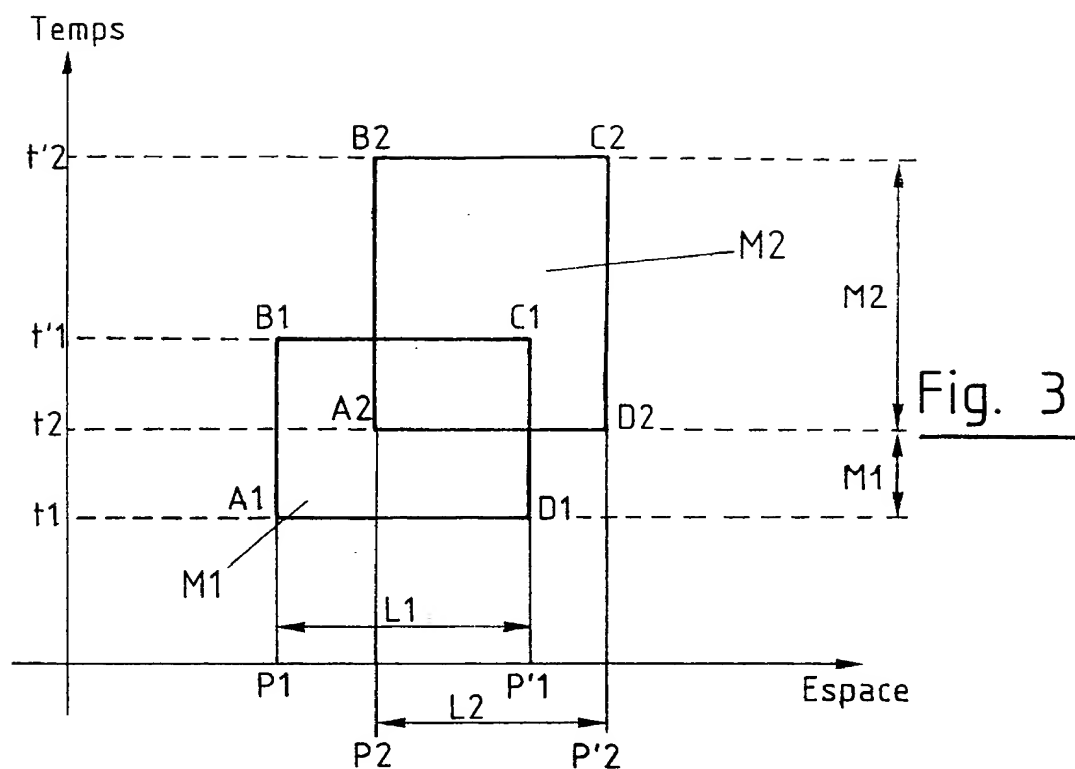 Temps
B2 C2
t'2
M2
M2
B1 C1
t'1
Fig. 3
A2 D2
t2
M1
A1 D1
t1
M1
L1
P1 P'1 Espace
L2
P2 P'2